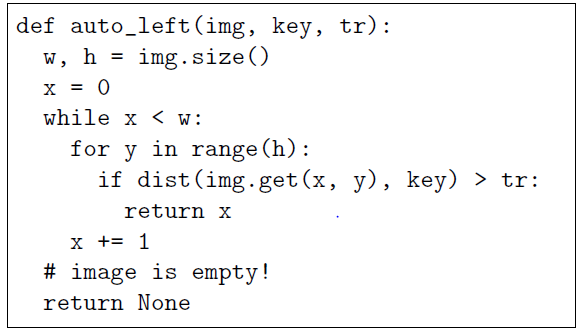 def auto_left(img, key, tr):
  w, h = img.size()
  x = 0
  while x < w:
    for y in range(h):
      if dist(img.get(x, y), key) > tr:
        return x
    x += 1
  # image is empty!
  return None